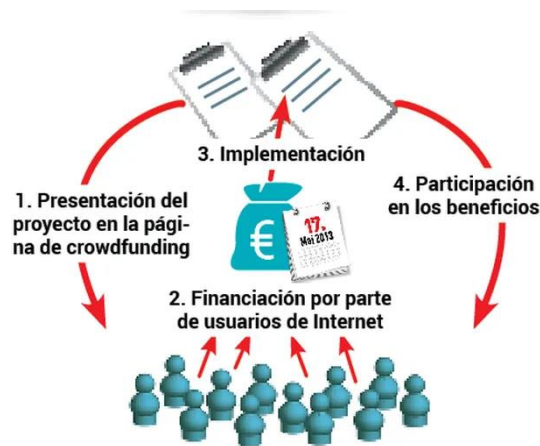 3. Implementación
1. Presentación del
proyecto en la pági-
na de crowdfunding
4. Participación
en los beneficios
€
17.
Mai 2013
2. Financiación por parte
de usuarios de Internet